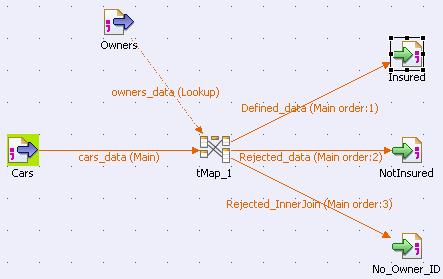 Owners
Insured
owners_data (Lookup)
Defined_data (Main order:1)
cars_data (Main)
Rejected_data (Main order:2)
Cars
tMap_1
NotInsured
Rejected_InnerJoin (Main order:3)
No_Owner_ID